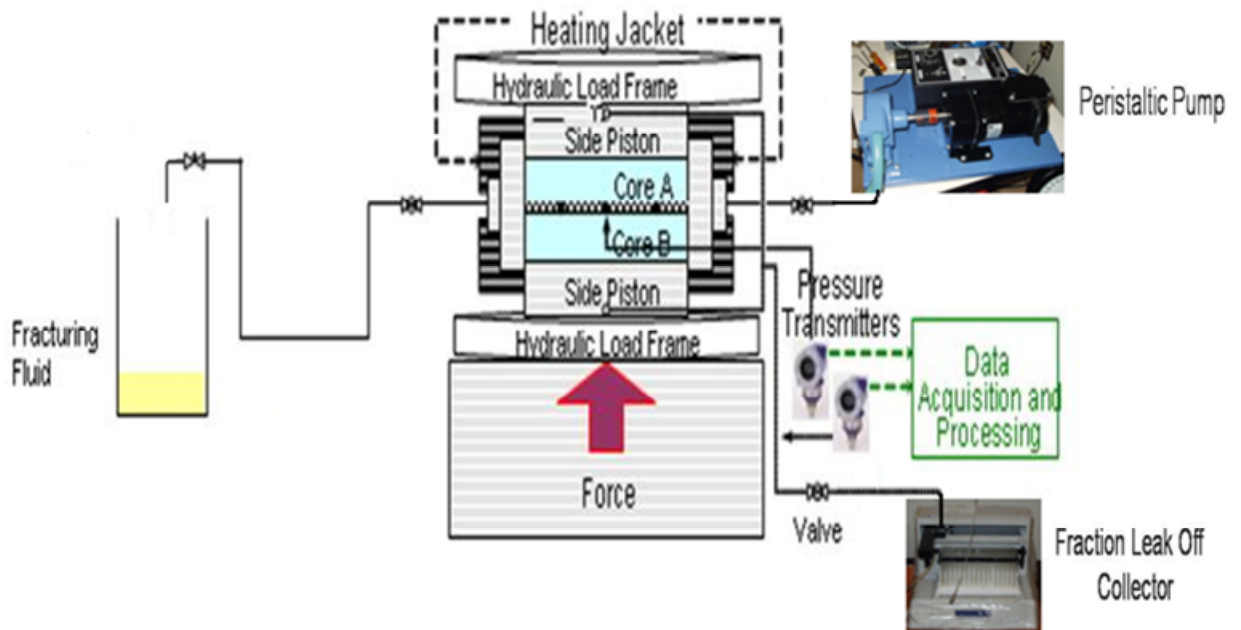 Heating Jacket
Hydraulic Load Frame
Side Piston
Core A
Core B
Side Piston
Hydraulic Load Frame
Force
Fracturing
Fluid
Peristaltic Pump
Pressure
Transmitters
Data
Acquisition and
Processing
Valve
Fraction Leak Off
Collector